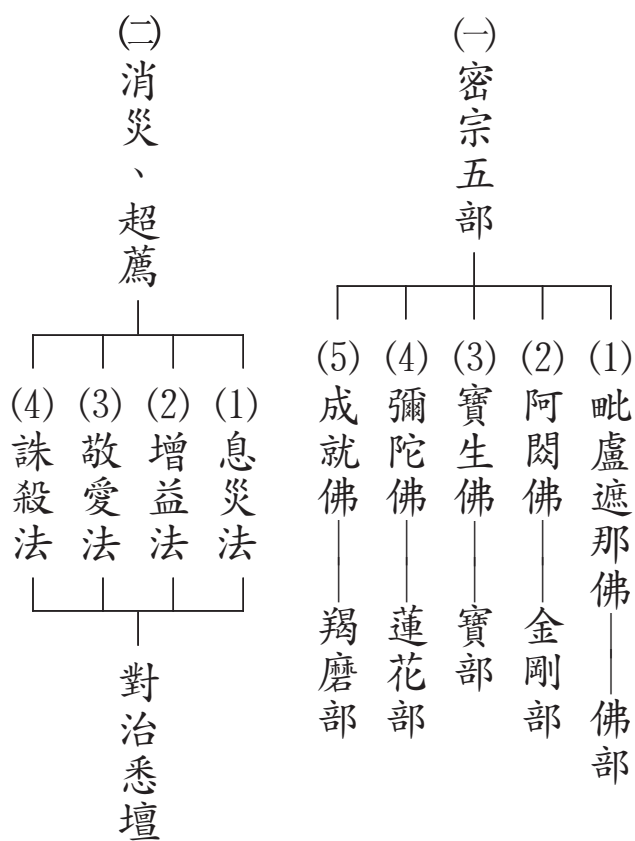 ㈠密宗五部
(1)毗盧遮那佛——佛部
(2)阿閦佛——金剛部
(3)寶生佛——寶部
(4)彌陀佛——蓮花部
(5)成就佛——羯磨部
㈡消災、超薦
(1)息災法
(2)增益法
(3)敬愛法
(4)誅殺法
對治悉壇